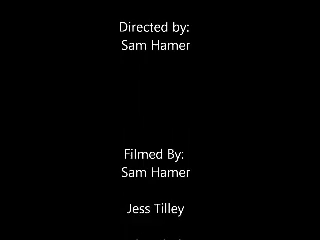 Directed by:
Sam Hamer
Filmed By:
Sam Hamer
Jess Tilley